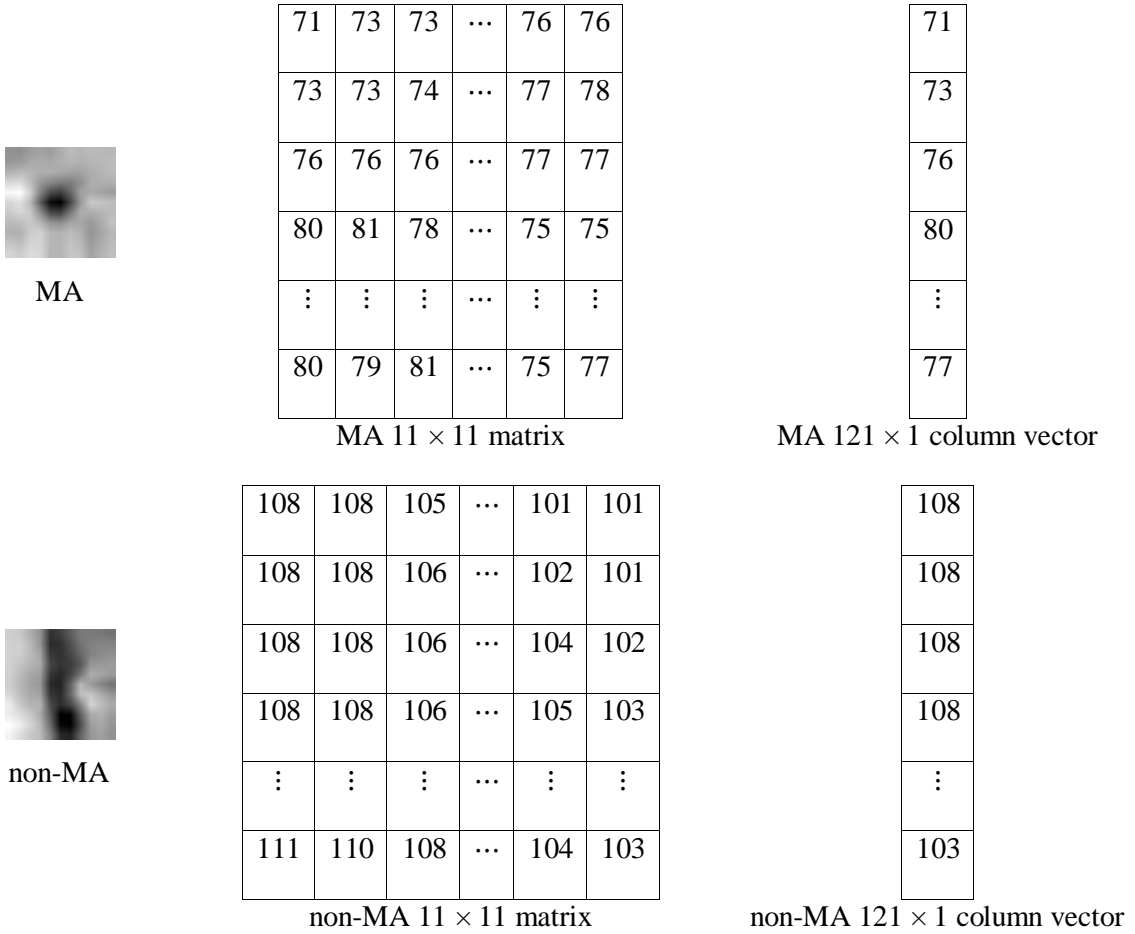 71 73 73 ⋯ 76 76
73 73 74 ⋯ 77 78
76 76 76 ⋯ 77 77
80 81 78 ⋯ 75 75
⋮ ⋮ ⋮ ⋯ ⋮ ⋮
80 79 81 ⋯ 75 77
71
73
76
80
⋮
77
MA
MA 11 × 11 matrix
MA 121 × 1 column vector
108 108 105 ⋯ 101 101
108 108 106 ⋯ 102 101
108 108 106 ⋯ 104 102
108 108 106 ⋯ 105 103
⋮ ⋮ ⋮ ⋯ ⋮ ⋮
111 110 108 ⋯ 104 103
108
108
108
108
⋮
103
non-MA
non-MA 11 × 11 matrix
non-MA 121 × 1 column vector